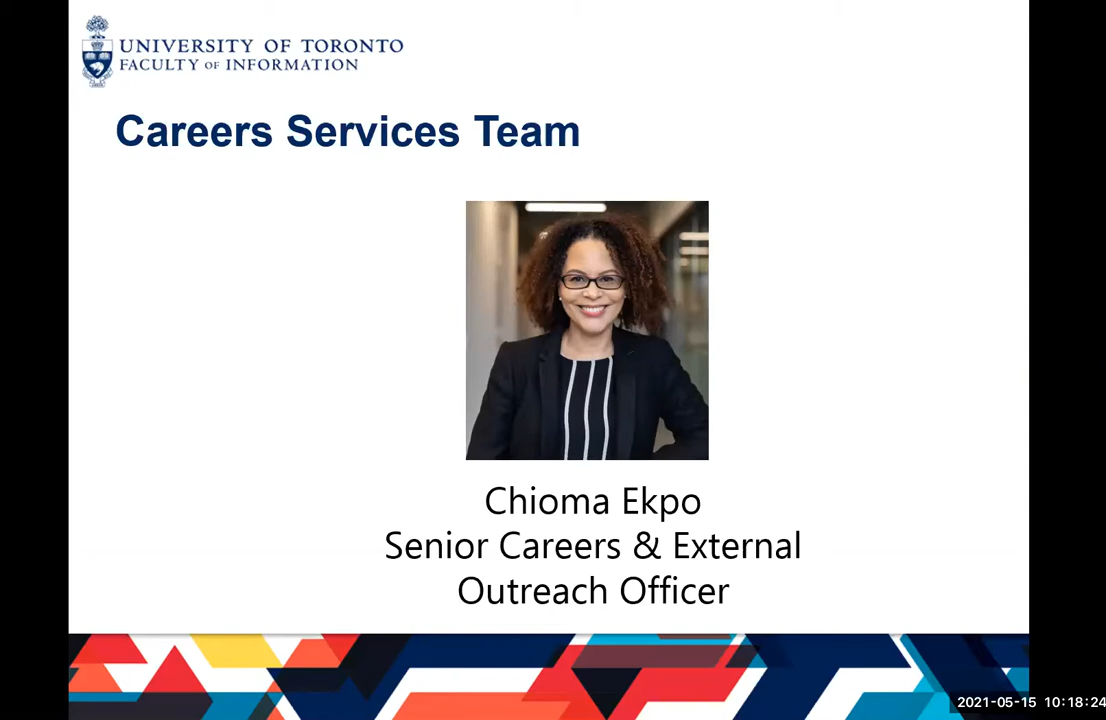 UNIVERSITY OF TORONTO
FACULTY OF INFORMATION
Careers Services Team
Chioma Ekpo
Senior Careers & External
Outreach Officer
2021-05-15 10:18:24